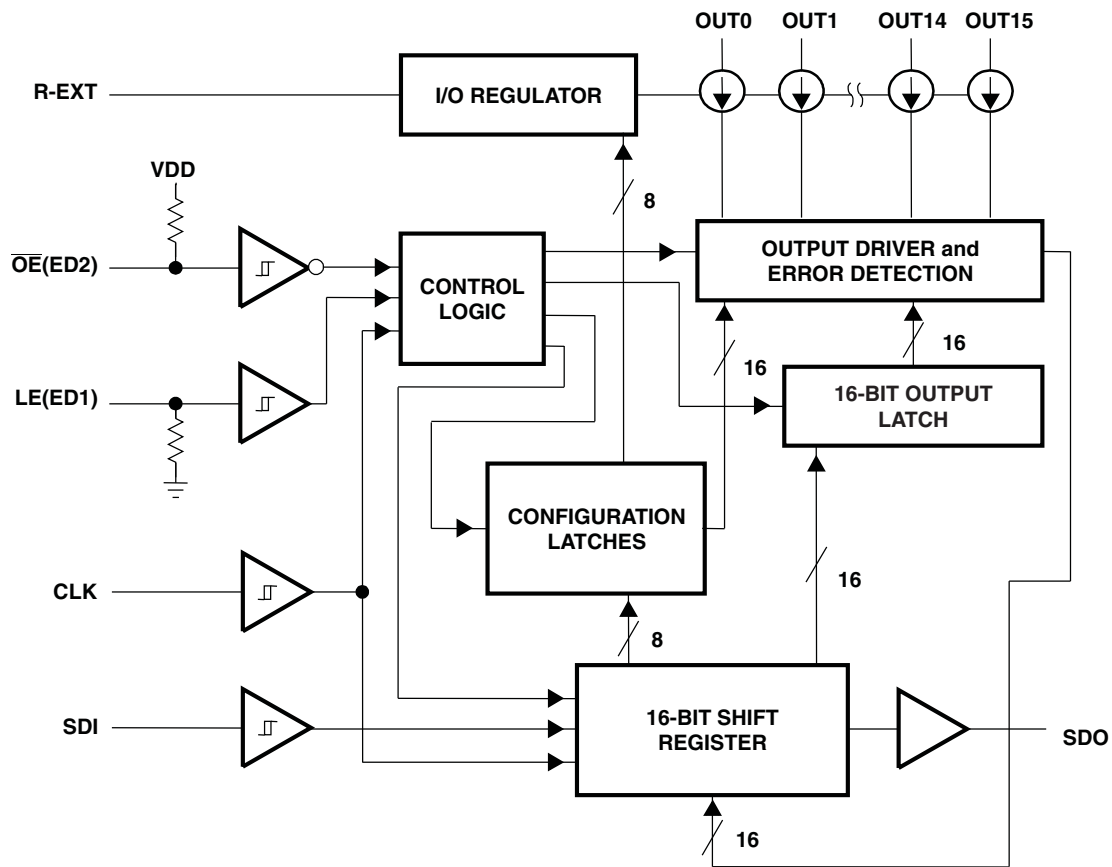 OUT0 OUT1 OUT14 OUT15
R-EXT
I/O REGULATOR
VDD
8
OE(ED2)
CONTROL
LOGIC
OUTPUT DRIVER and
ERROR DETECTION
16
16
LE(ED1)
16-BIT OUTPUT
LATCH
CONFIGURATION
LATCHES
CLK
16
8
SDI
16-BIT SHIFT
REGISTER
SDO
16